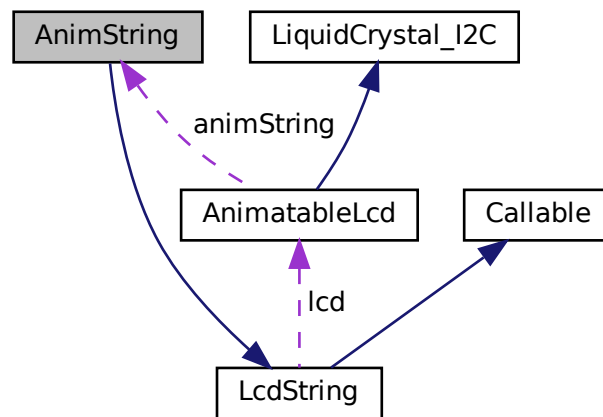 AnimString
LiquidCrystal_I2C
animString
AnimatableLcd
Callable
lcd
LcdString